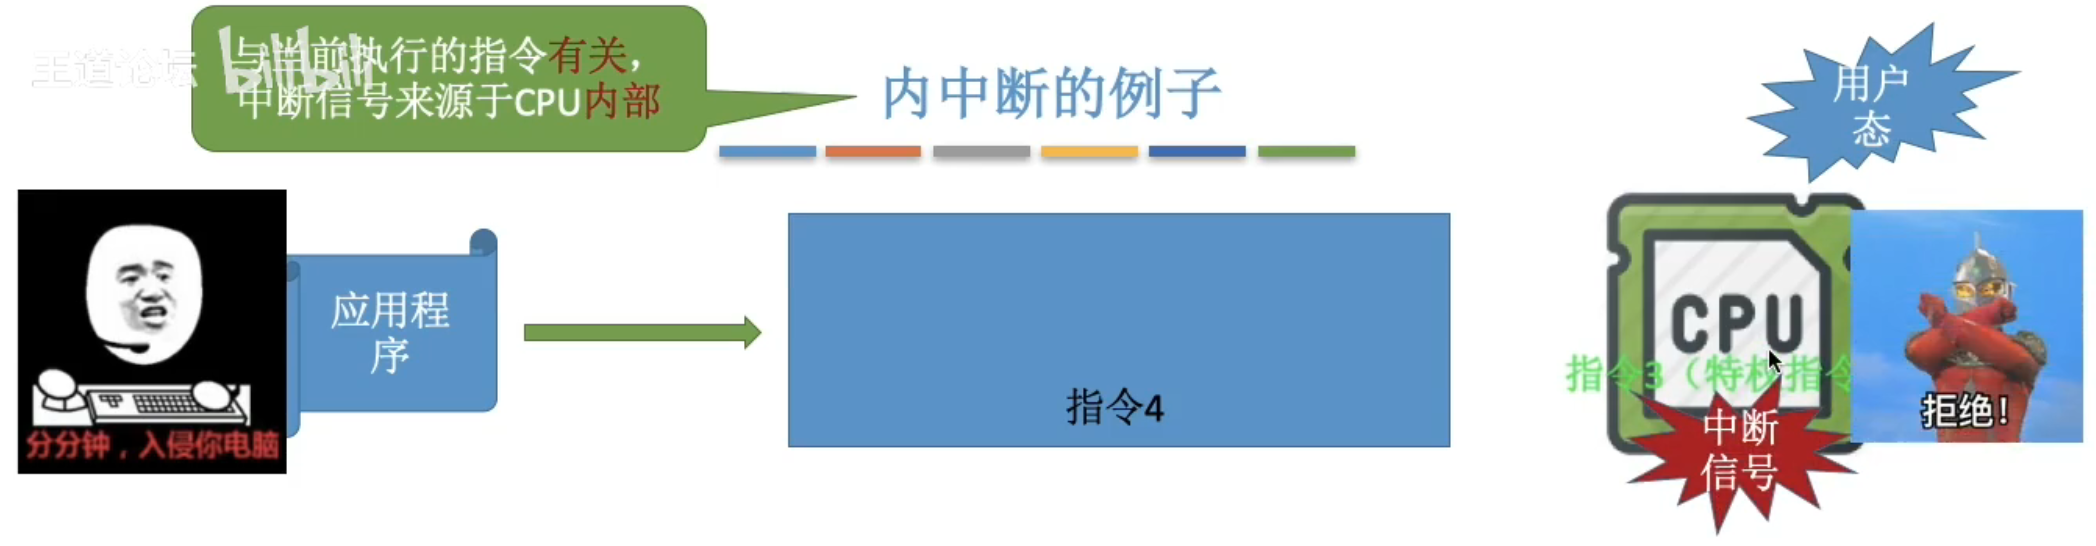 王道论坛
bilibili
与当前执行的指令有关，
中断信号来源于CPU内部
内中断的例子
用户
态
应用程
序
分分钟，入侵你电脑
指令4
CPU
指令3（特权指令
拒绝！
中断
信号